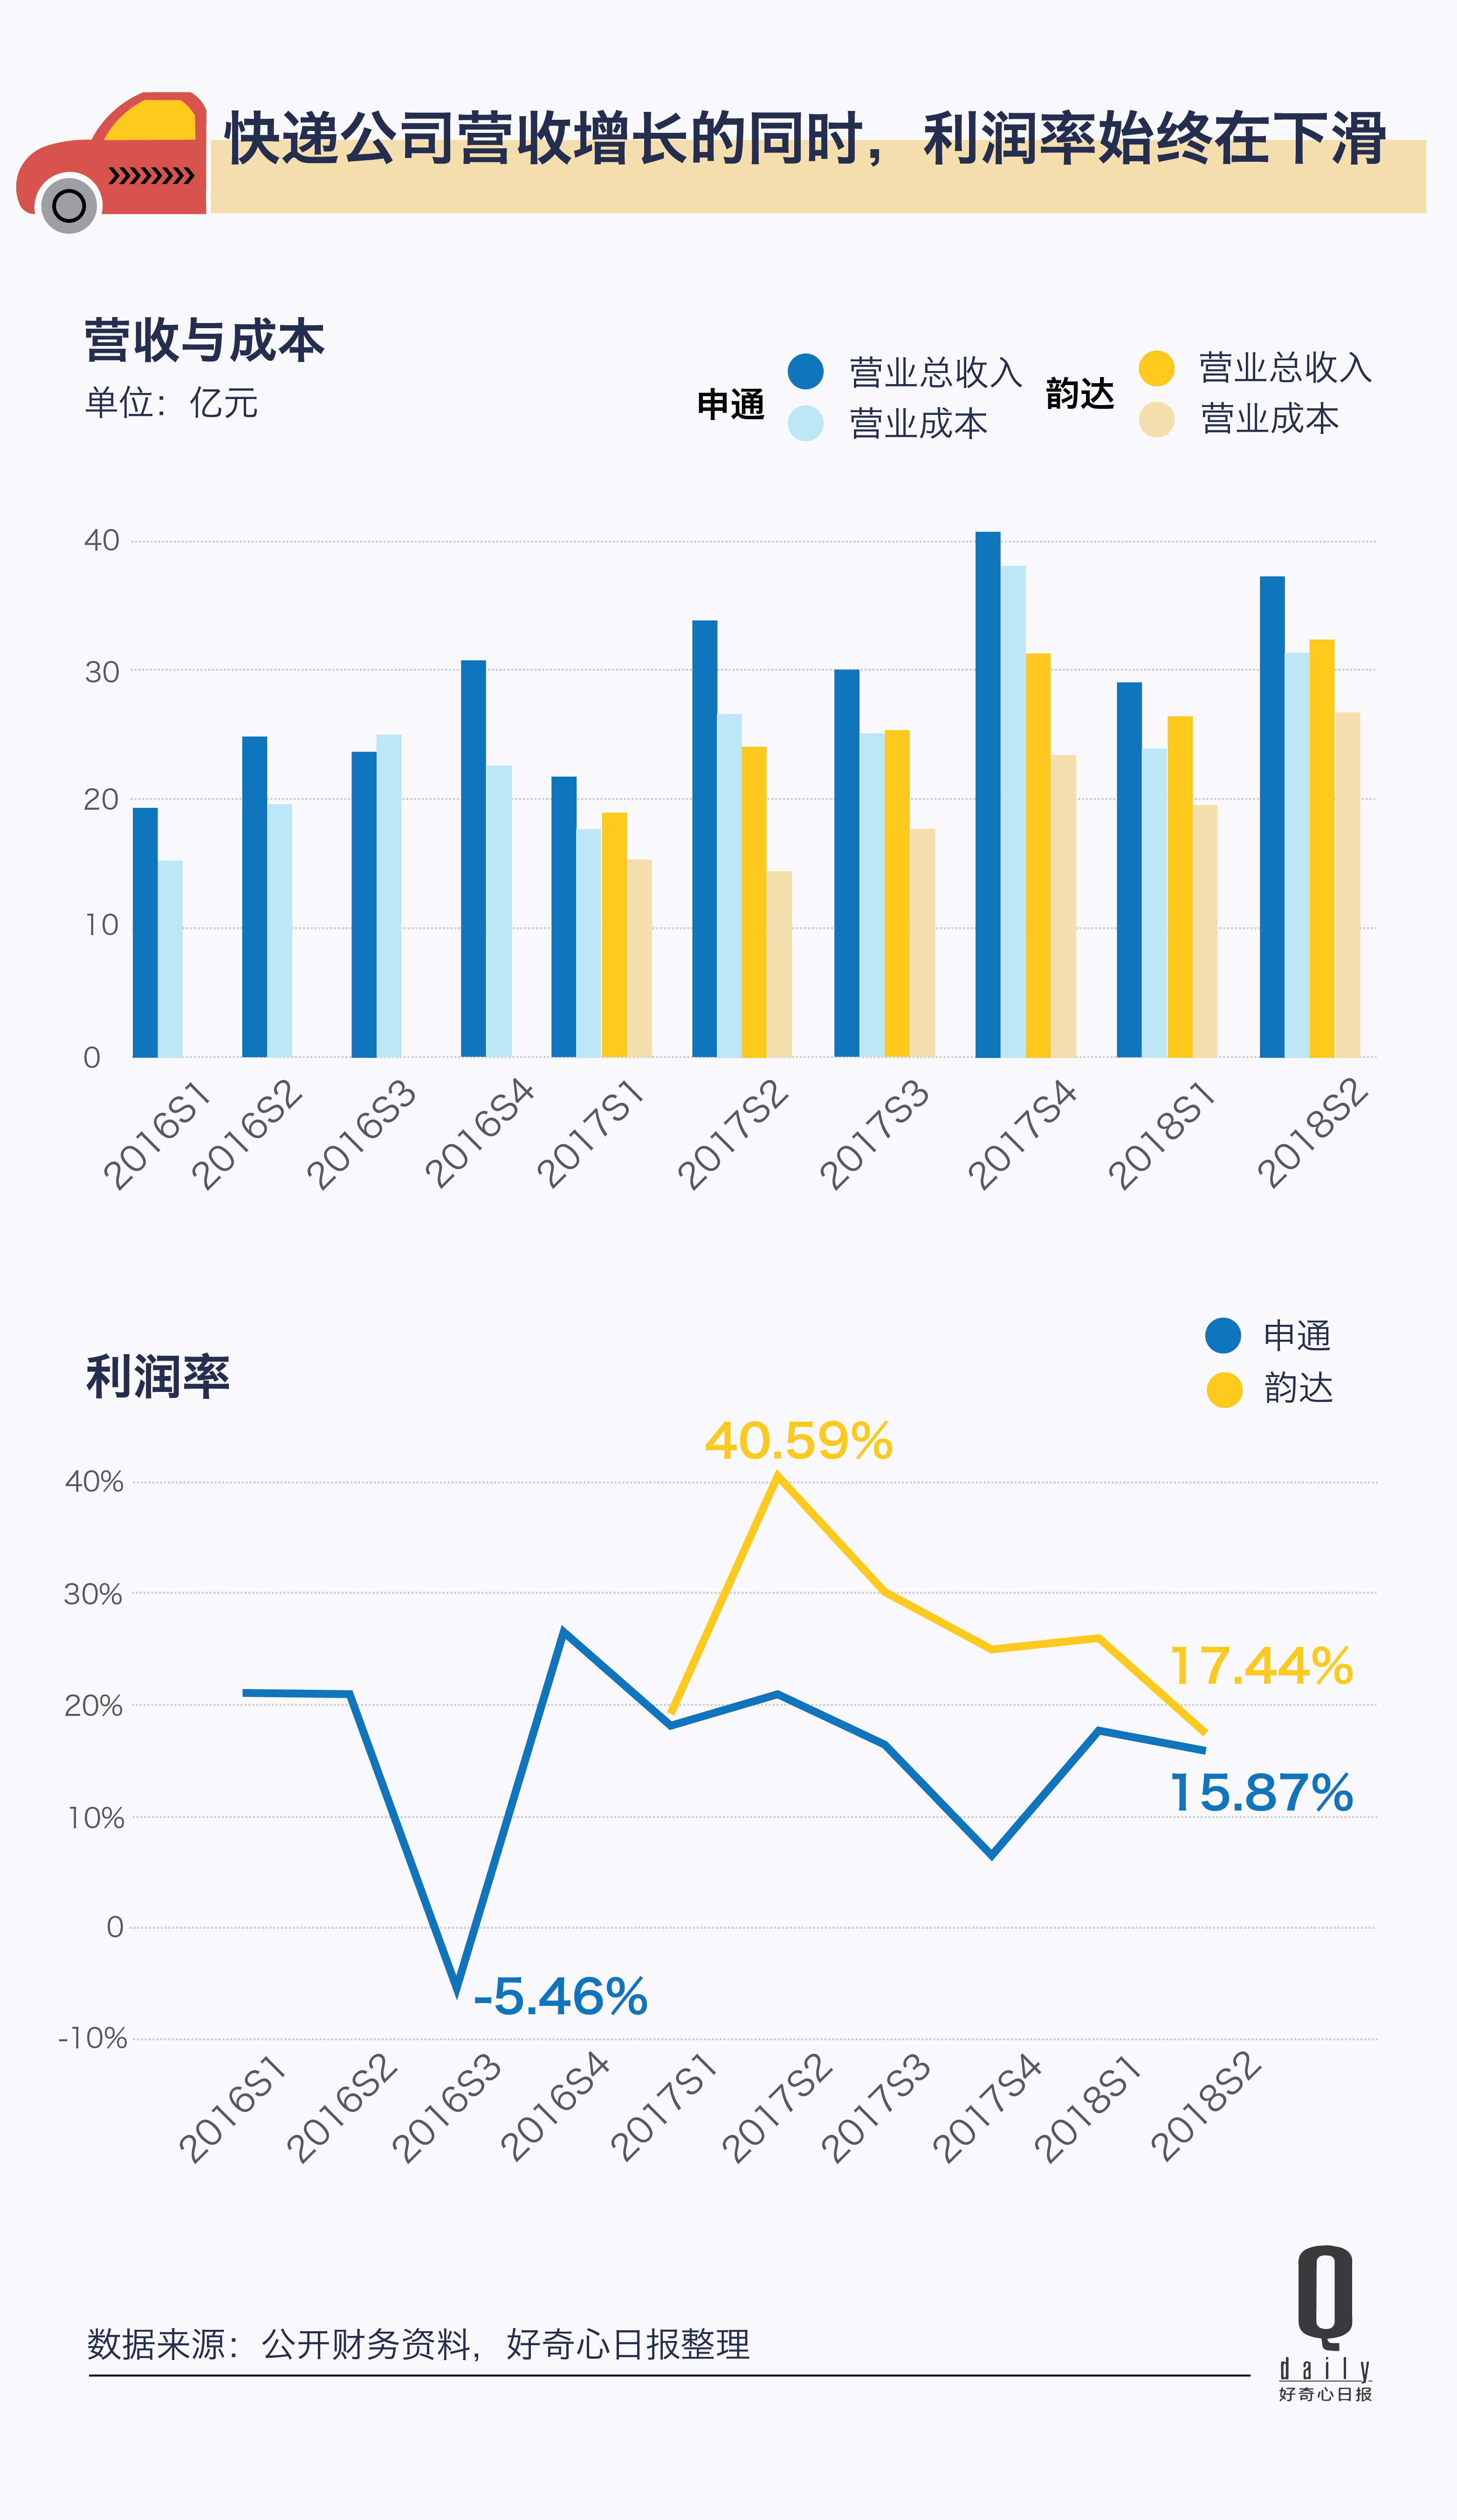 快递公司营收增长的同时，利润率始终在下滑
营收与成本
单位：亿元
申通
营业总收入
营业成本
韵达
营业总收入
营业成本
40
30
20
10
0
2016S1
2016S2
2016S3
2016S4
2017S1
2017S2
2017S3
2017S4
2018S1
2018S2
利润率
申通
韵达
40.59%
40%
30%
17.44%
20%
15.87%
10%
0
-5.46%
-10%
2016S1
2016S2
2016S3
2016S4
2017S1
2017S2
2017S3
2017S4
2018S1
2018S2
数据来源：公开财务资料，好奇心日报整理
Q
daily
好奇心日报